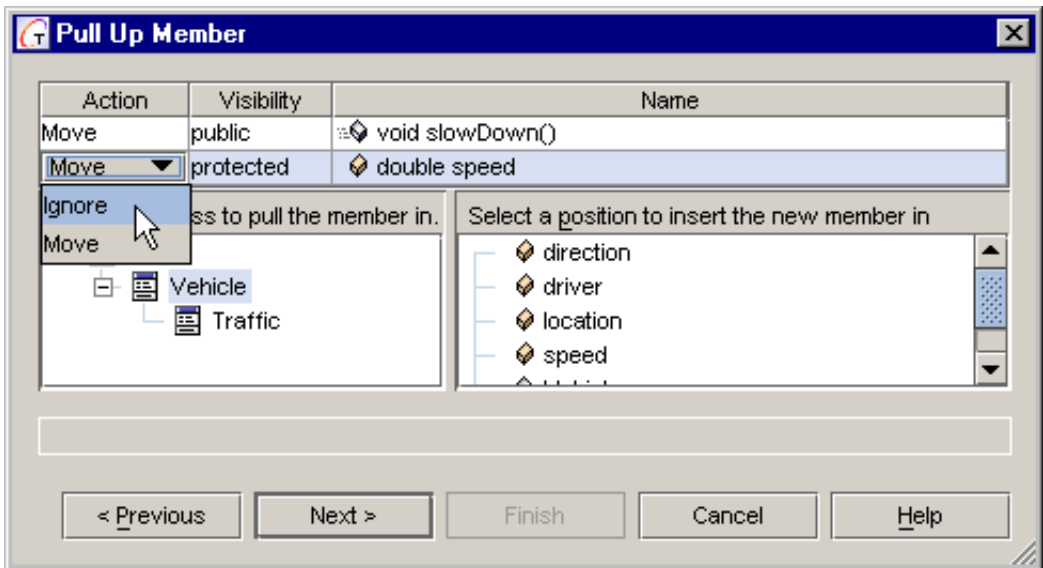 Pull Up Member
Action Visibility Name
Move public void slowDown()
Move protected double speed
Ignore
Move
to pull the member in.
Select a position to insert the new member in
Vehicle
Traffic
direction
driver
location
speed
< Previous Next > Finish Cancel Help